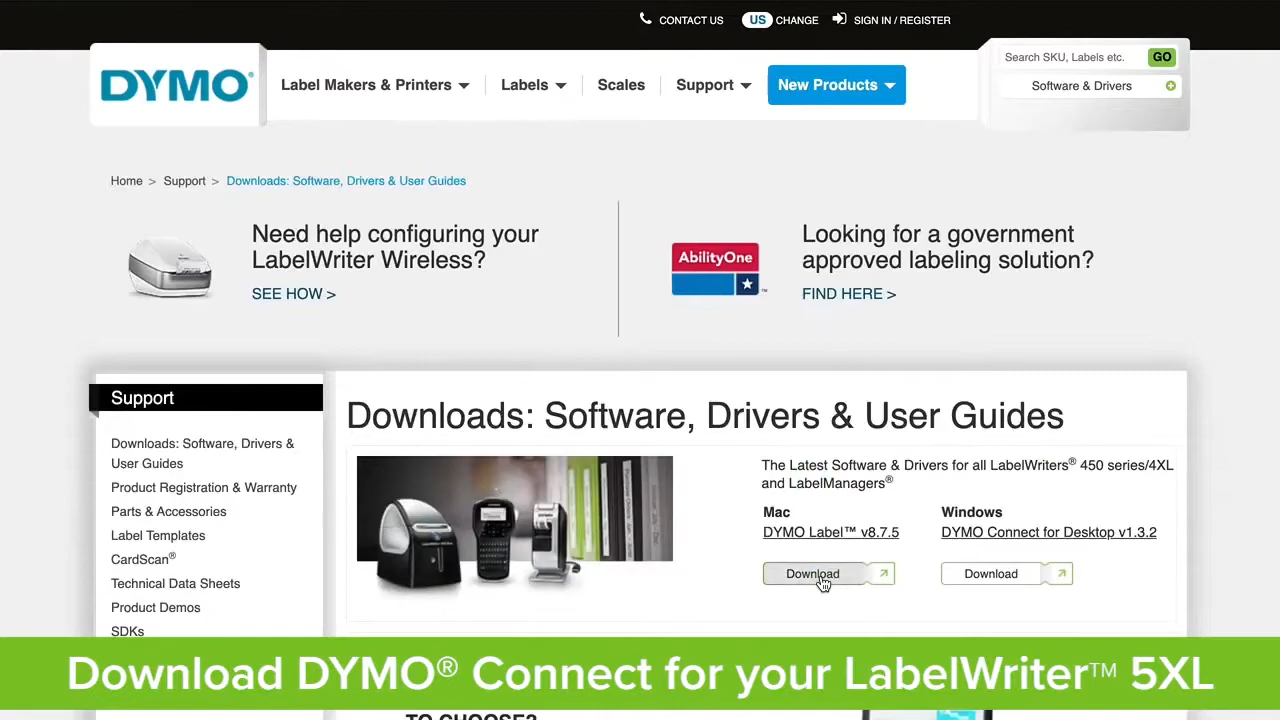 CONTACT US
US CHANGE
SIGN IN / REGISTER
DYMO®
Label Makers & Printers
Labels
Scales
Support
New Products
Search SKU, Labels etc.
GO
Software & Drivers
Home > Support > Downloads: Software, Drivers & User Guides
Need help configuring your
LabelWriter Wireless?
SEE HOW >
AbilityOne
™
Looking for a government
approved labeling solution?
FIND HERE >
Support
Downloads: Software, Drivers &
User Guides
Product Registration & Warranty
Parts & Accessories
Label Templates
CardScan®
Technical Data Sheets
Product Demos
SDKs
Downloads: Software, Drivers & User Guides
The Latest Software & Drivers for all LabelWriters® 450 series/4XL
and LabelManagers®
Mac
DYMO Label™ v8.7.5
Download
Windows
DYMO Connect for Desktop v1.3.2
Download
Download DYMO® Connect for your LabelWriter™ 5XL
TO CHOOSE?